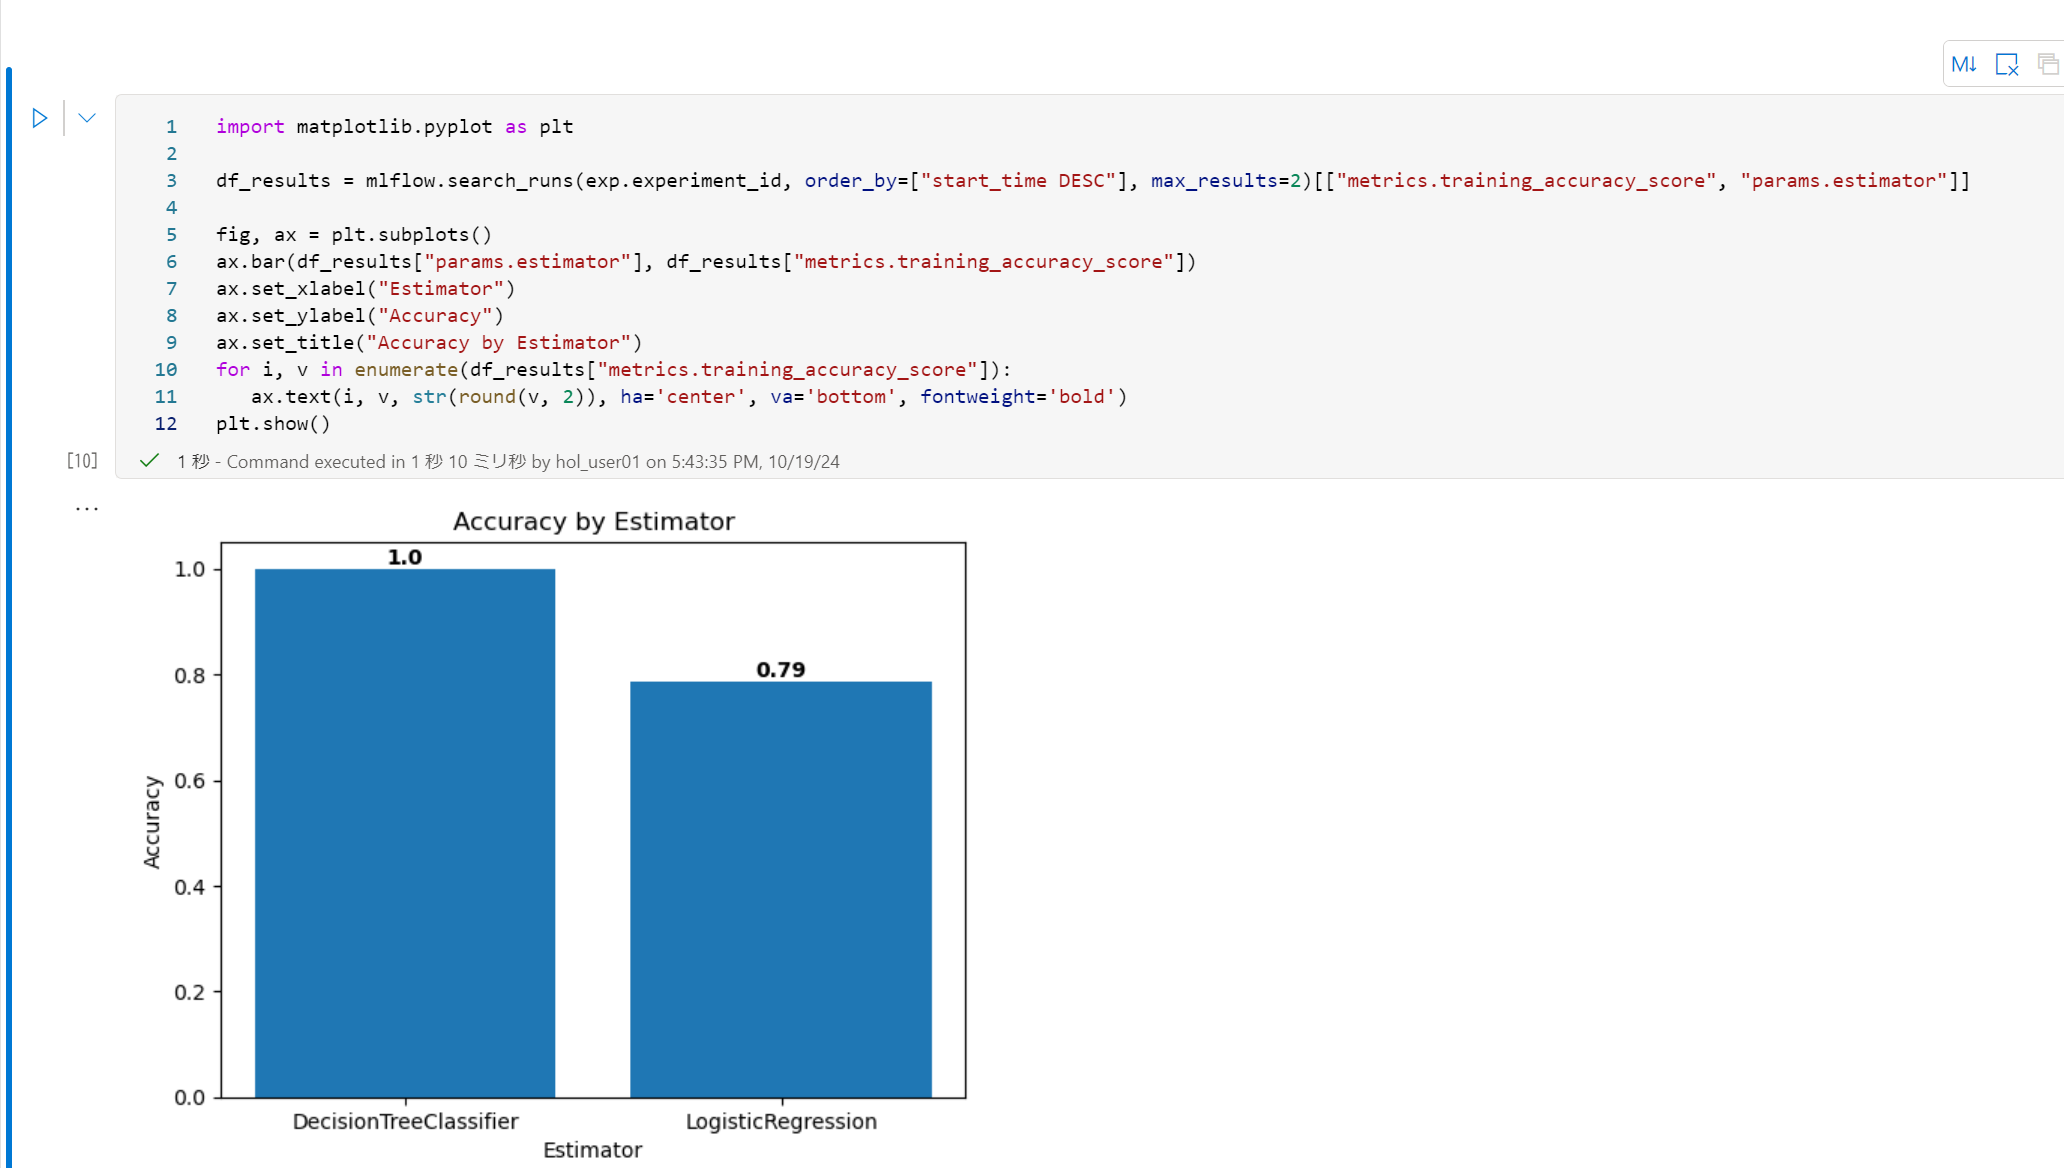 M↓
1 import matplotlib.pyplot as plt
2
3 df_results = mlflow.search_runs(exp.experiment_id, order_by=["start_time DESC"], max_results=2)[["metrics.training_accuracy_score", "params.estimator"]]
4
5 fig, ax = plt.subplots()
6 ax.bar(df_results["params.estimator"], df_results["metrics.training_accuracy_score"])
7 ax.set_xlabel("Estimator")
8 ax.set_ylabel("Accuracy")
9 ax.set_title("Accuracy by Estimator")
10 for i, v in enumerate(df_results["metrics.training_accuracy_score"]):
11    ax.text(i, v, str(round(v, 2)), ha='center', va='bottom', fontweight='bold')
12 plt.show()
[10] 1 秒 - Command executed in 1 秒 10 ミリ秒 by hol_user01 on 5:43:35 PM, 10/19/24
...
Accuracy by Estimator
1.0
0.79
1.0
0.8
0.6
0.4
0.2
0.0
Accuracy
DecisionTreeClassifier LogisticRegression
Estimator